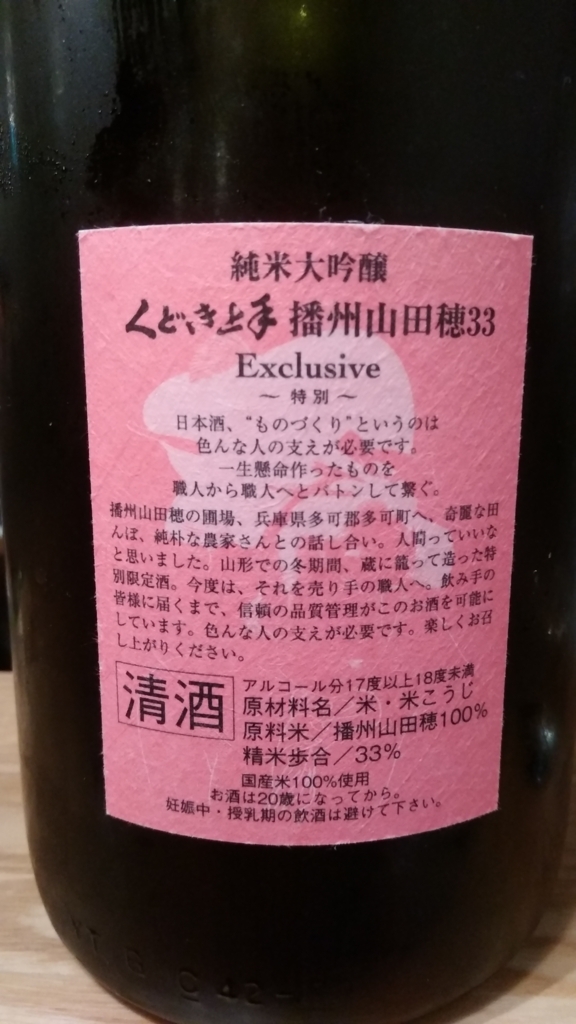 純米大吟醸
くどき上手 播州山田穂33
Exclusive
～ 特別 ～
日本酒、“ものづくり”というのは
色んな人の支えが必要です。
一生懸命作ったものを
職人から職人へとバトンして繋ぐ。
播州山田穂の圃場、兵庫県多可郡多可町へ、奇麗な田
んぼ、純朴な農家さんとの話し合い。人間っていいな
と思いました。山形での冬期間、蔵に籠って造った特
別限定酒。今度は、それを売り手の職人へ。飲み手の
皆様に届くまで、信頼の品質管理がこのお酒を可能に
しています。色んな人の支えが必要です。楽しくお召
し上がりください。
清酒
アルコール分17度以上18度未満
原材料名／米・米こうじ
原料米／播州山田穂100%
精米歩合／33%
国産米100%使用
お酒は20歳になってから。
妊娠中・授乳期の飲酒は避けて下さい。